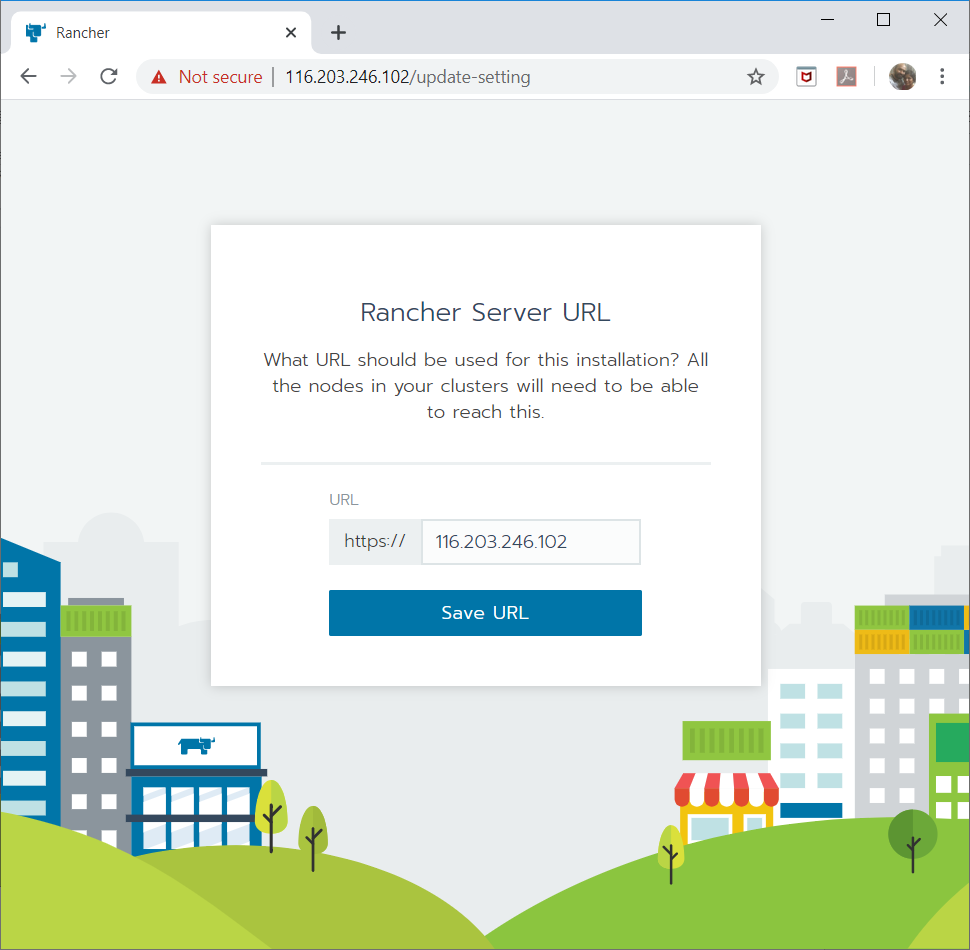 Rancher
Not secure | 116.203.246.102/update-setting
Rancher Server URL
What URL should be used for this installation? All
the nodes in your clusters will need to be able
to reach this.
URL
https:// 116.203.246.102
Save URL